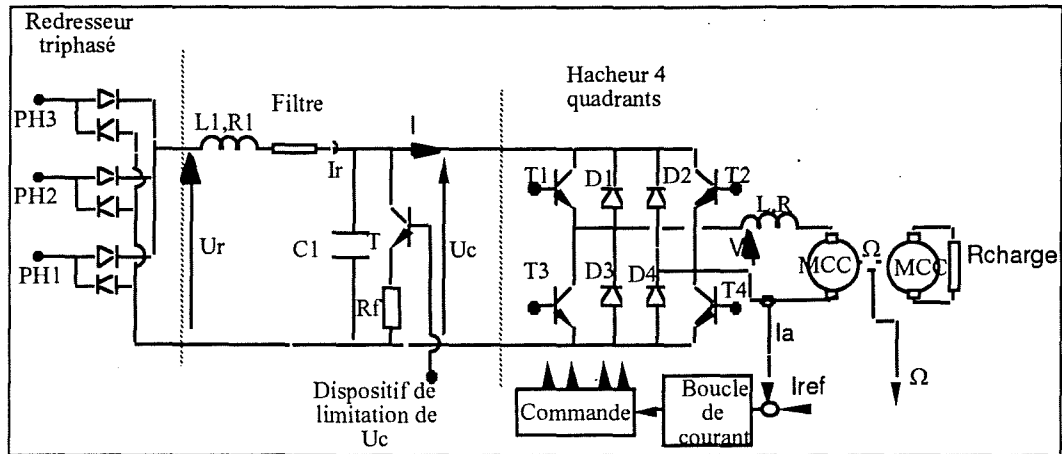 Redresseur
triphasé
Hacheur 4
quadrants
Filtre
L1,R1
PH3
Ir
I
T1
D1
D2
T2
PH2
L,R
Ur
C1
T
Uc
V
MCC
Ω
MCC
Rcharge
PH1
T3
D3
D4
T4
Rf
Ia
Ω
Dispositif de
limitation de
Uc
Commande
Boucle
de
courant
Iref